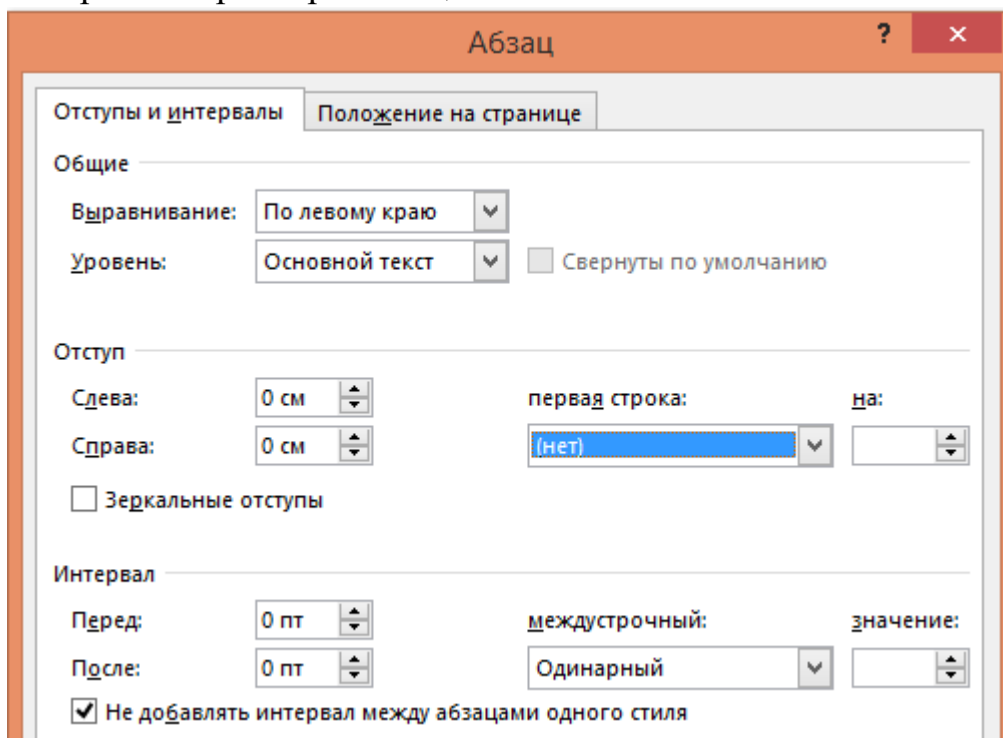 Абзац ?
Отступы и интервалы Положение на странице
Общие
Выравнивание: По левому краю
Уровень: Основной текст Свернуты по умолчанию
Отступ
Слева: 0 см первая строка: на:
Справа: 0 см (нет)
Зеркальные отступы
Интервал
Перед: 0 пт междустрочный: значение:
После: 0 пт Одинарный
Не добавлять интервал между абзацами одного стиля